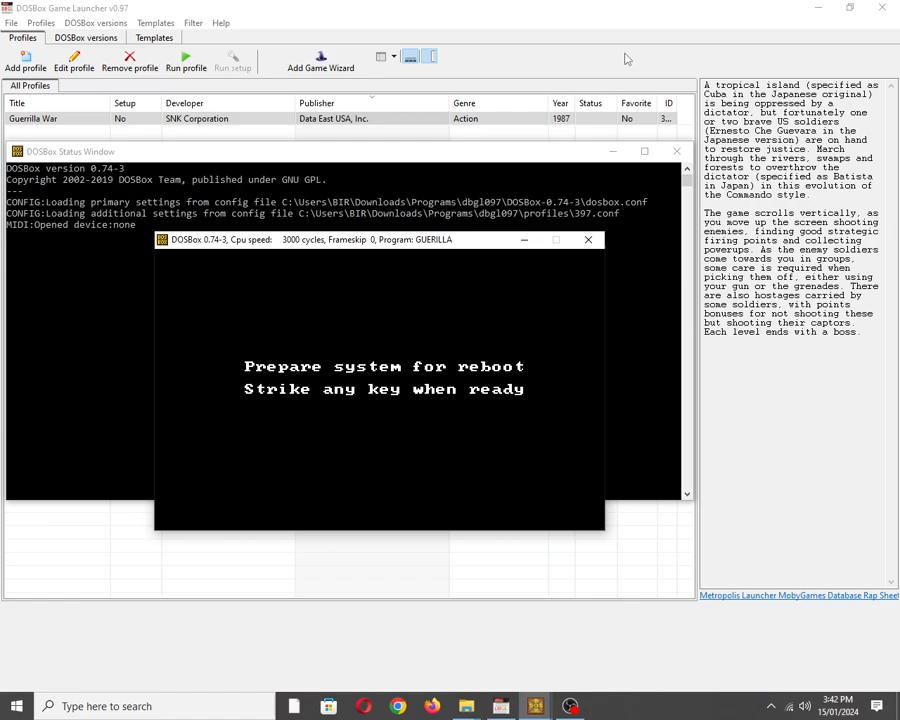 DOSBox Game Launcher v0.97
File Profiles DOSBox versions Templates Filter Help
Profiles DOSBox versions Templates
Add profile Edit profile Remove profile Run profile Run setup Add Game Wizard
All Profiles
Title Setup Developer Publisher Genre Year Status Favorite ID
Guerrilla War No SNK Corporation Data East USA, Inc. Action 1987 No 3...
DOSBox Status Window
DOSBox version 0.74-3
Copyright 2002-2019 DOSBox Team, published under GNU GPL.
---
CONFIG:Loading primary settings from config file C:\Users\BIR\Downloads\Programs\dbgl097\DOSBox-0.74-3\dosbox.conf
CONFIG:Loading additional settings from config file C:\Users\BIR\Downloads\Programs\dbgl097\profiles\397.conf
MIDI:Opened device:none
DOSBox 0.74-3, Cpu speed: 3000 cycles, Frameskip 0, Program: GUERILLA
Prepare system for reboot
Strike any key when ready
A tropical island (specified as
Cuba in the Japanese original)
is being oppressed by a
dictator, but fortunately one
or two brave US soldiers
(Ernesto Che Guevara in the
Japanese version) are on hand
to restore justice. March
through the rivers, swamps and
forests to overthrow the
dictator (specified as Batista
in Japan) in this evolution of
the Commando style.
The game scrolls vertically, as
you move up the screen shooting
enemies, finding good strategic
firing points and collecting
powerups. As the enemy soldiers
come towards you in groups,
some care is required when
picking them off, either using
your gun or the grenades. There
are also hostages carried by
some soldiers, with points
bonuses for not shooting these
but shooting their captors.
Each level ends with a boss.
Metropolis Launcher MobyGames Database Rap Sheet
Type here to search
3:42 PM
15/01/2024